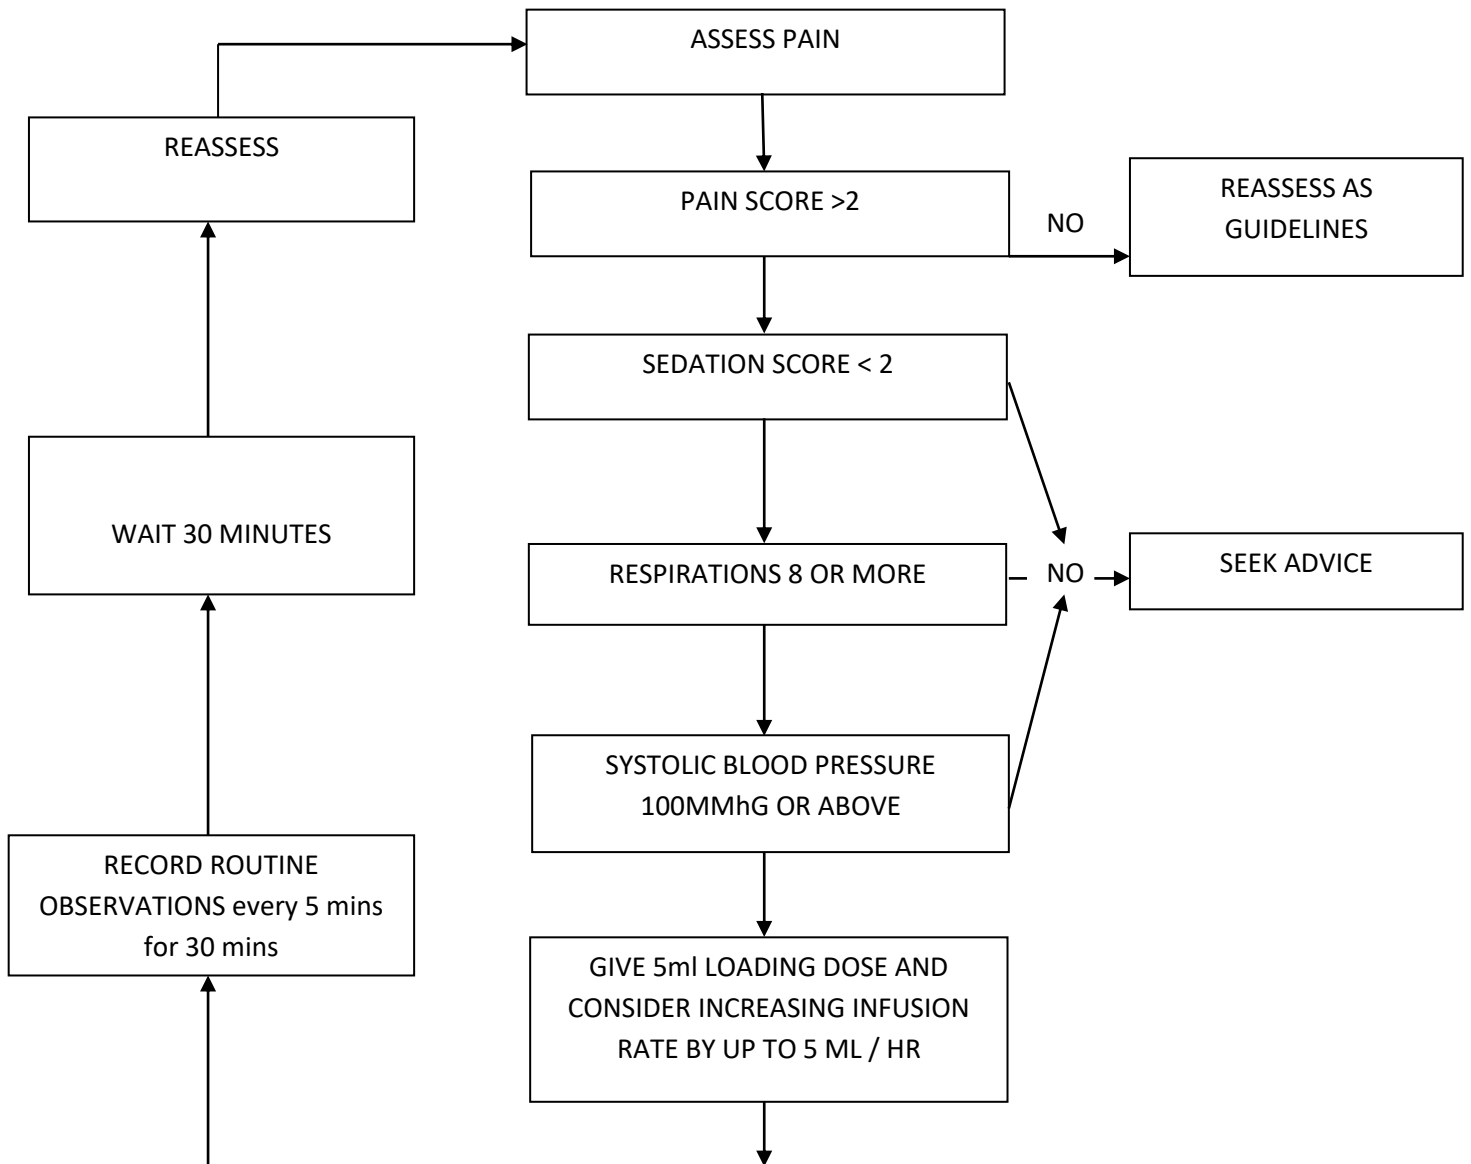 ASSESS PAIN
REASSESS
PAIN SCORE >2
NO
REASSESS AS
GUIDELINES
SEDATION SCORE < 2
WAIT 30 MINUTES
RESPIRATIONS 8 OR MORE
NO
SEEK ADVICE
SYSTOLIC BLOOD PRESSURE
100MMhG OR ABOVE
RECORD ROUTINE
OBSERVATIONS every 5 mins
for 30 mins
GIVE 5ml LOADING DOSE AND
CONSIDER INCREASING INFUSION
RATE BY UP TO 5 ML / HR